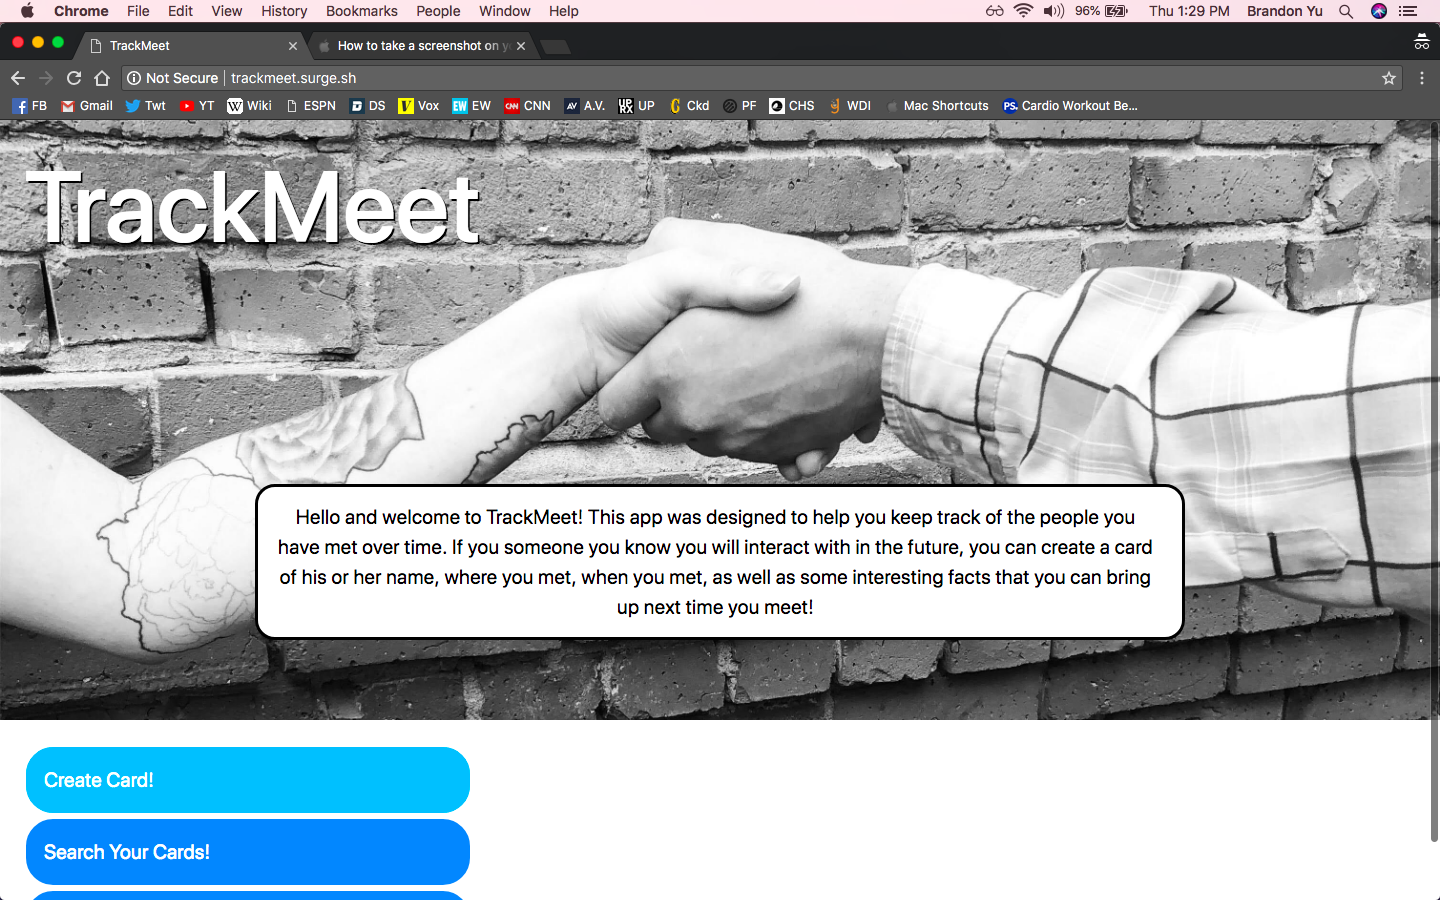 Chrome File Edit View History Bookmarks People Window Help 96% Thu 1:29 PM Brandon Yu
TrackMeet How to take a screenshot on
Not Secure trackmeet.surge.sh
FB Gmail Twt YT W Wiki ESPN D DS V Vox EW EW CNN CNN AV A.V. UPRX UP C Ckd PF CHS g WDI Mac Shortcuts PS. Cardio Workout Be...
TrackMeet
Hello and welcome to TrackMeet! This app was designed to help you keep track of the people you
have met over time. If you someone you know you will interact with in the future, you can create a card
of his or her name, where you met, when you met, as well as some interesting facts that you can bring
up next time you meet!
Create Card!
Search Your Cards!